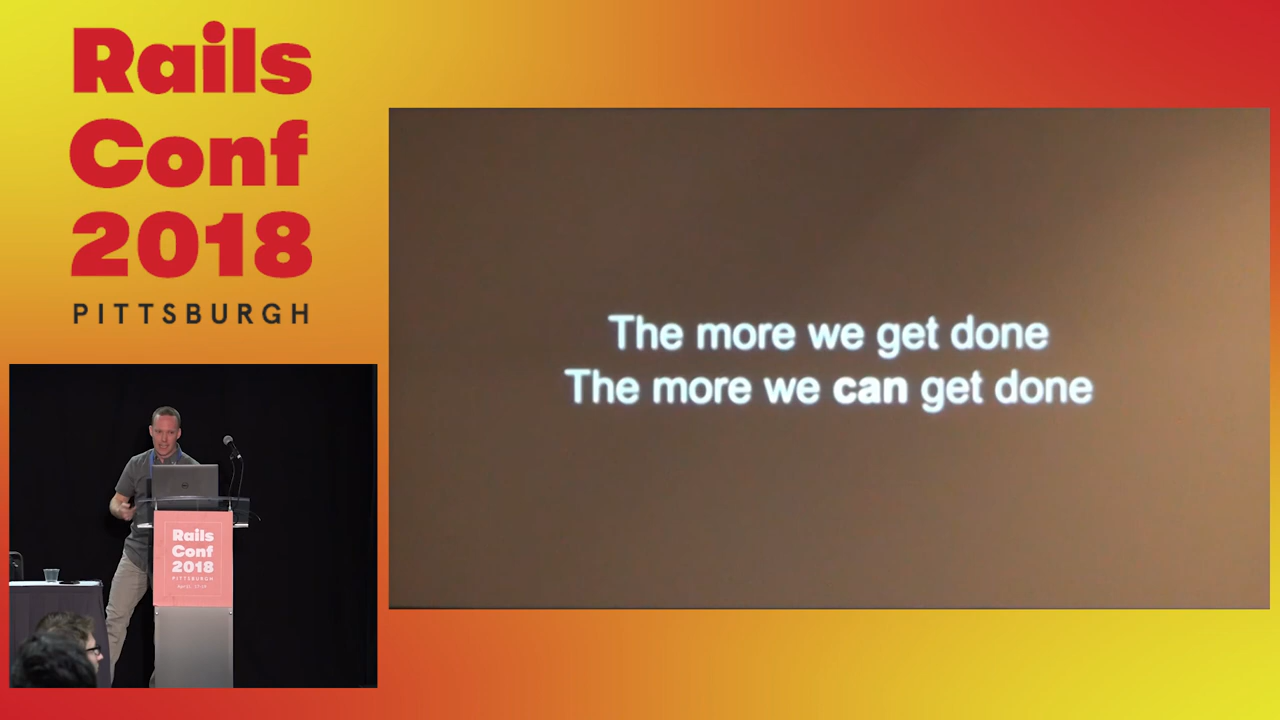 Rails
Conf
2018
PITTSBURGH
The more we get done
The more we can get done
Rails
Conf
2018
PITTSBURGH